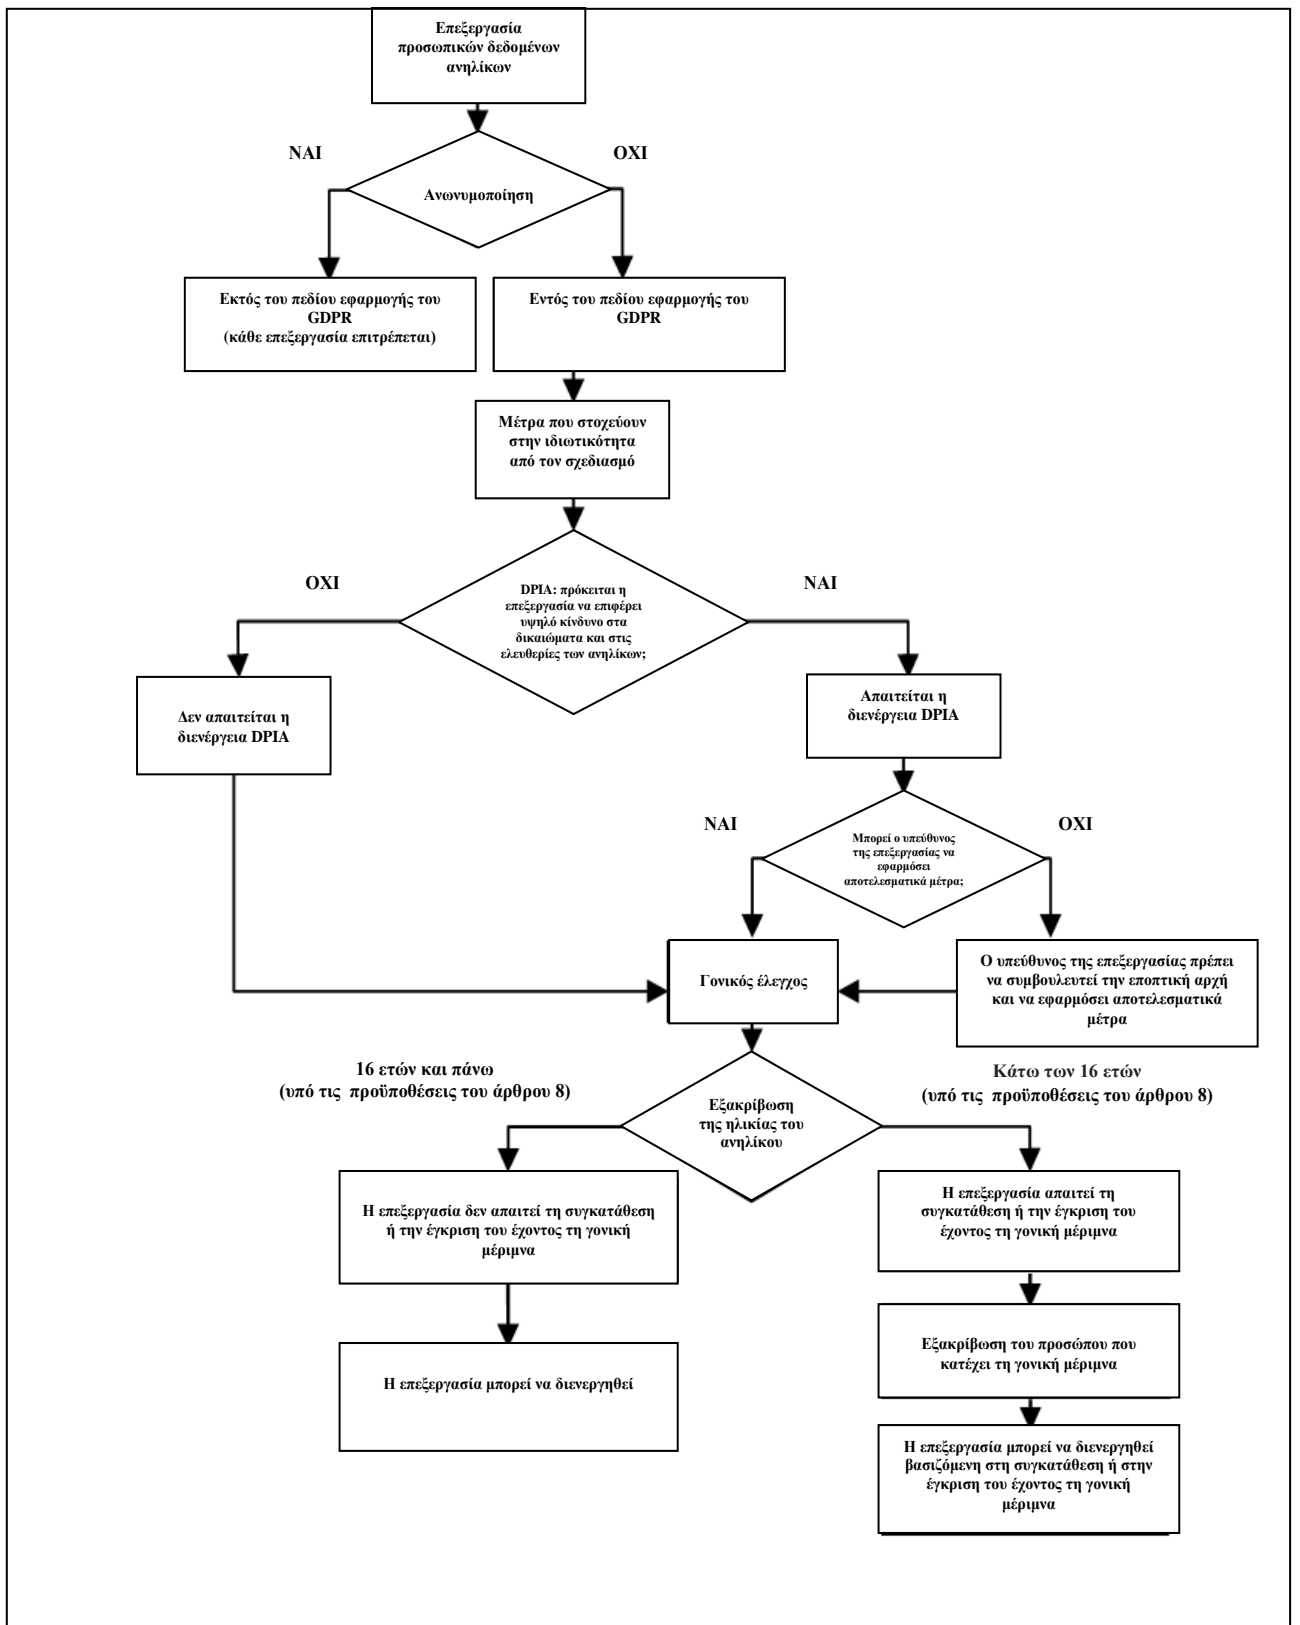 Επεξεργασία
προσωπικών δεδομένων
ανηλίκων
ΝΑΙ
ΟΧΙ
Ανωνυμοποίηση
Εκτός του πεδίου εφαρμογής του
GDPR
(κάθε επεξεργασία επιτρέπεται)
Εντός του πεδίου εφαρμογής του
GDPR
Μέτρα που στοχεύουν
στην ιδιωτικότητα
από τον σχεδιασμό
ΟΧΙ
ΝΑΙ
DPIA: πρόκειται η
επεξεργασία να επιφέρει
υψηλό κίνδυνο στα
δικαιώματα και στις
ελευθερίες των ανηλίκων;
Δεν απαιτείται η
διενέργεια DPIA
Απαιτείται η
διενέργεια DPIA
ΝΑΙ
ΟΧΙ
Μπορεί ο υπεύθυνος
της επεξεργασίας να
εφαρμόσει
αποτελεσματικά μέτρα;
Γονικός έλεγχος
Ο υπεύθυνος της επεξεργασίας πρέπει
να συμβουλευτεί την εποπτική αρχή
και να εφαρμόσει αποτελεσματικά
μέτρα
16 ετών και πάνω
(υπό τις προϋποθέσεις του άρθρου 8)
Κάτω των 16 ετών
(υπό τις προϋποθέσεις του άρθρου 8)
Εξακρίβωση
της ηλικίας του
ανηλίκου
Η επεξεργασία δεν απαιτεί τη συγκατάθεση
ή την έγκριση του έχοντος τη γονική
μέριμνα
Η επεξεργασία απαιτεί τη
συγκατάθεση ή την έγκριση του
έχοντος τη γονική μέριμνα
Η επεξεργασία μπορεί να διενεργηθεί
Εξακρίβωση του προσώπου που
κατέχει τη γονική μέριμνα
Η επεξεργασία μπορεί να διενεργηθεί
βασιζόμενη στη συγκατάθεση ή στην
έγκριση του έχοντος τη γονική
μέριμνα